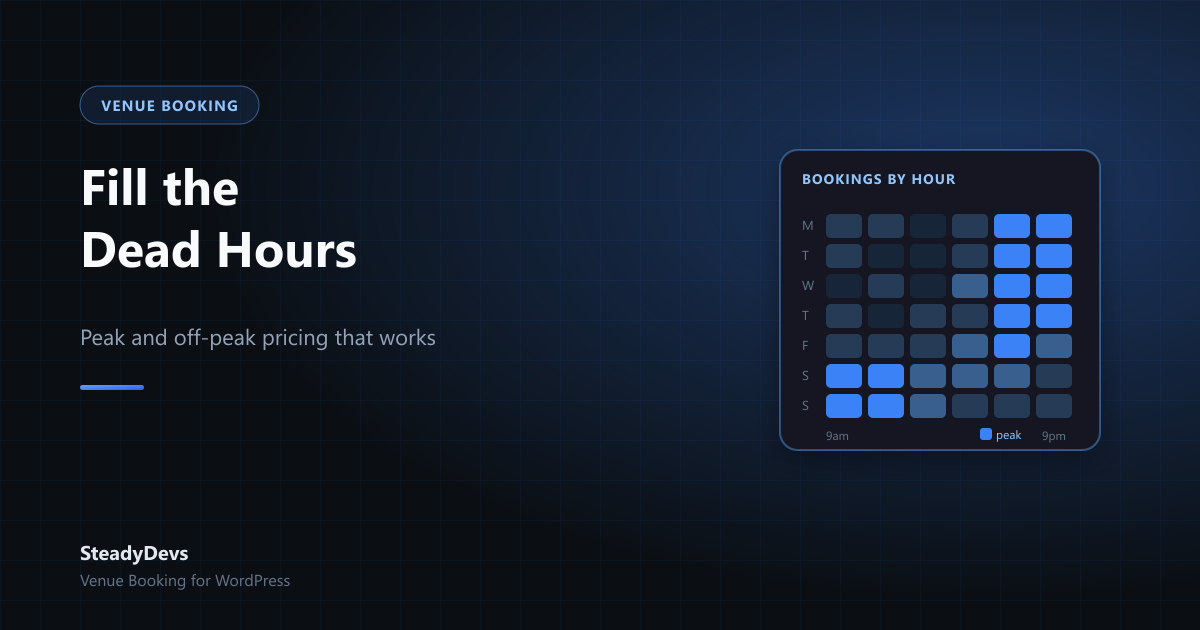 VENUE BOOKING
Fill the
Dead Hours
Peak and off-peak pricing that works
BOOKINGS BY HOUR
M
T
W
T
F
S
S
9am peak 9pm
SteadyDevs
Venue Booking for WordPress